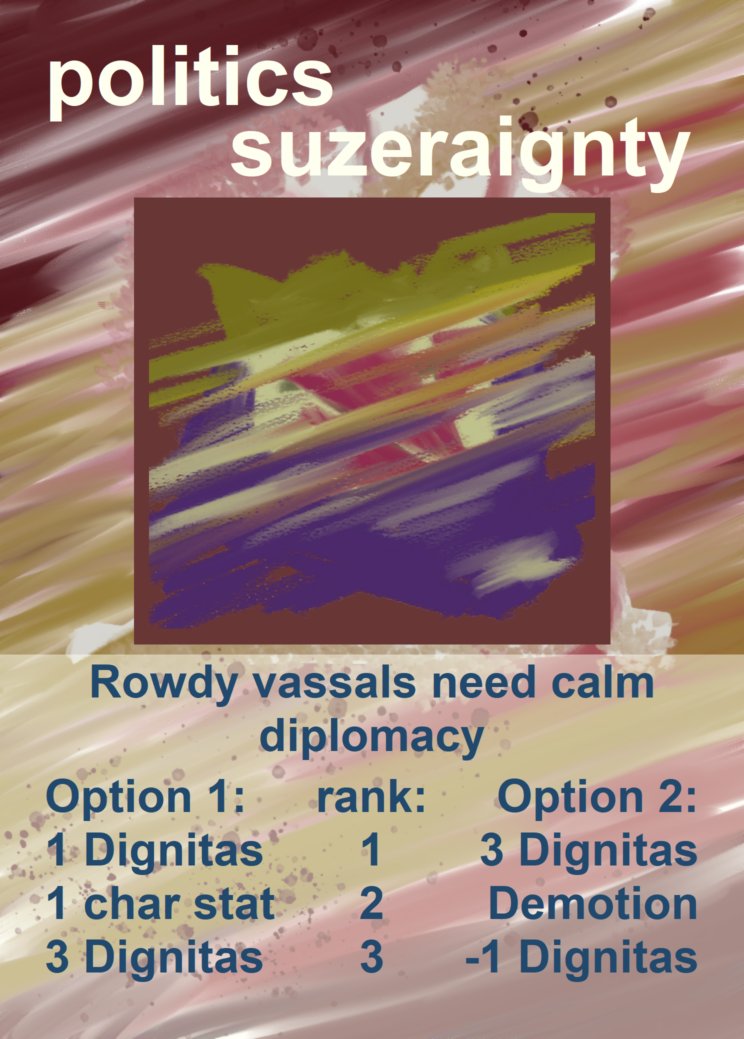 politics
suzeraignty
Rowdy vassals need calm
diplomacy
Option 1: rank: Option 2:
1 Dignitas 1 3 Dignitas
1 char stat 2 Demotion
3 Dignitas 3 -1 Dignitas